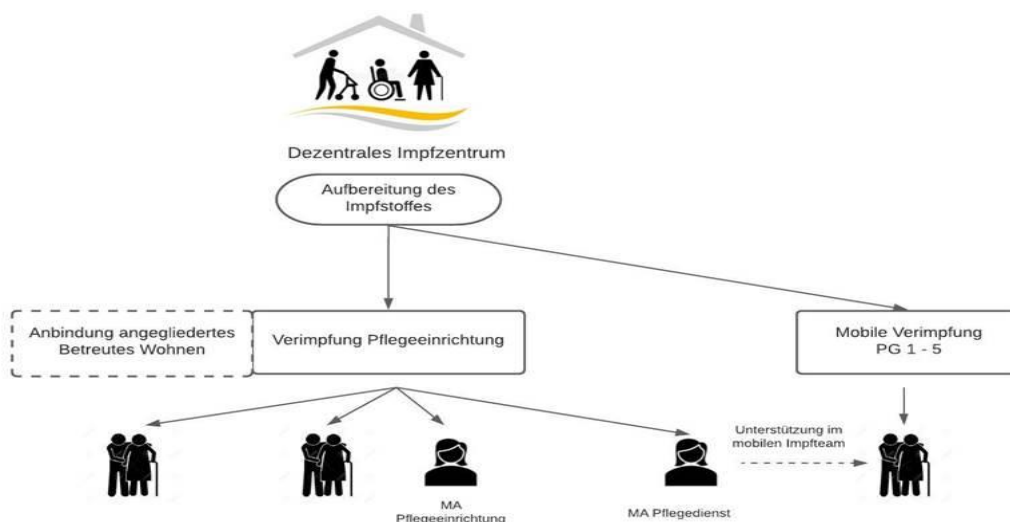 Dezentrales Impfzentrum
Aufbereitung des
Impfstoffes
Anbindung angegliedertes
Betreutes Wohnen
Verimpfung Pflegeeinrichtung
Mobile Verimpfung
PG 1 - 5
Unterstützung im
mobilen Impfteam
MA
Pflegeeinrichtung
MA Pflegedienst